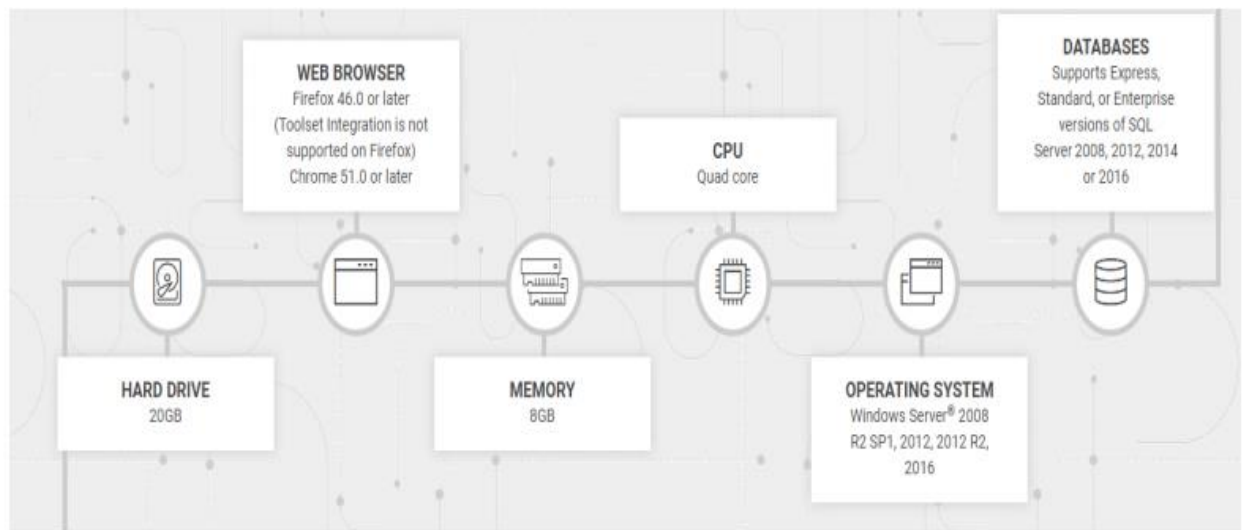 HARD DRIVE
20GB
WEB BROWSER
Firefox 46.0 or later
(Toolset Integration is not
supported on Firefox)
Chrome 51.0 or later
MEMORY
8GB
CPU
Quad core
OPERATING SYSTEM
Windows Server® 2008
R2 SP1, 2012, 2012 R2,
2016
DATABASES
Supports Express,
Standard, or Enterprise
versions of SQL
Server 2008, 2012, 2014
or 2016